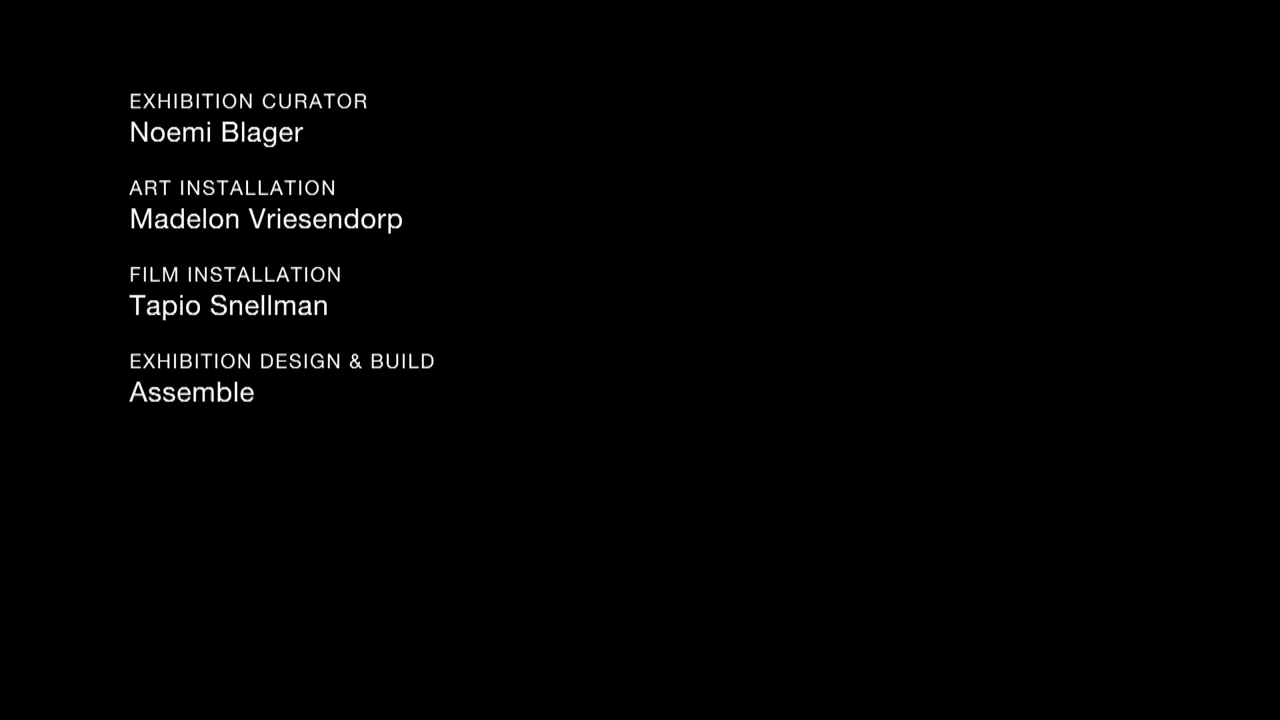 EXHIBITION CURATOR
Noemi Blager
ART INSTALLATION
Madelon Vriesendorp
FILM INSTALLATION
Tapio Snellman
EXHIBITION DESIGN & BUILD
Assemble